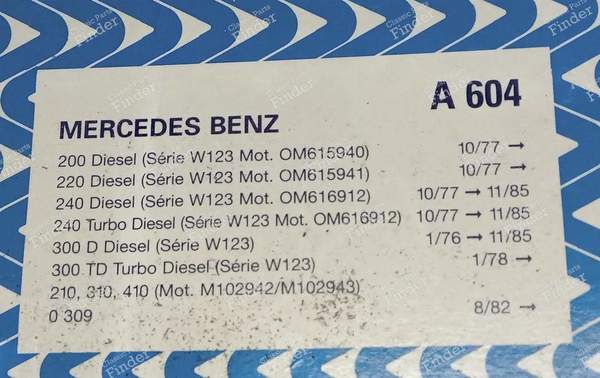 A 604
MERCEDES BENZ
200 Diesel (Série W123 Mot. OM615940) 10/77 →
220 Diesel (Série W123 Mot. OM615941) 10/77 →
240 Diesel (Série W123 Mot. OM616912) 10/77 → 11/85
240 Turbo Diesel (Série W123 Mot. OM616912) 10/77 → 11/85
300 D Diesel (Série W123) 1/76 → 11/85
300 TD Turbo Diesel (Série W123) 1/78 →
210, 310, 410 (Mot. M102942/M102943)
0 309 8/82 →
Classic Parts
Finder